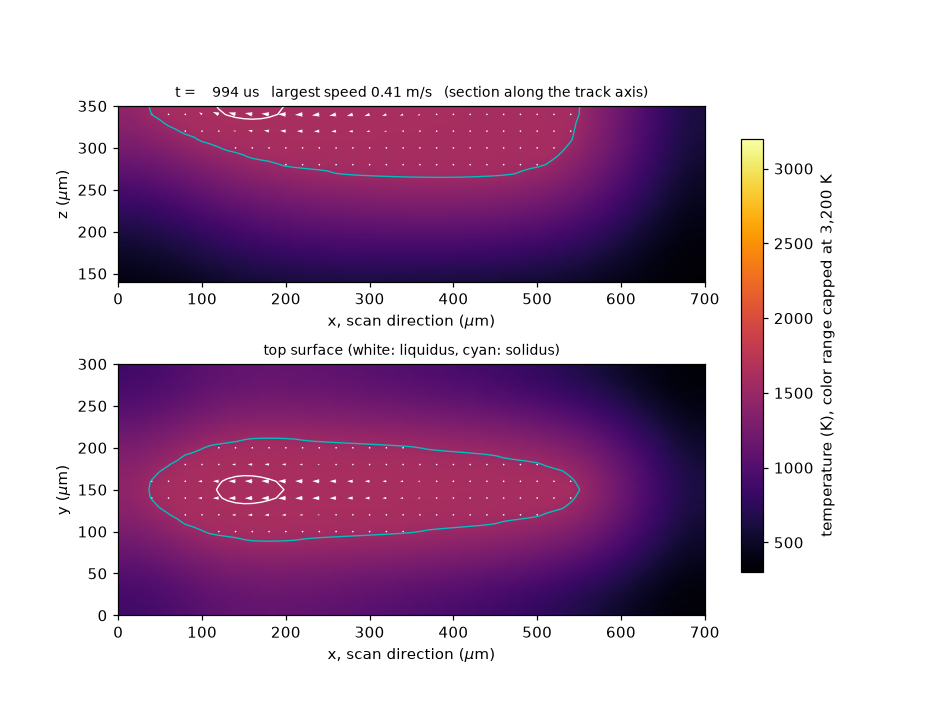 t =    994 us   largest speed 0.41 m/s   (section along the track axis)
350
300
250
200
150
z (μm)
0 100 200 300 400 500 600 700
x, scan direction (μm)
top surface (white: liquidus, cyan: solidus)
300
250
200
150
100
50
0
y (μm)
0 100 200 300 400 500 600 700
x, scan direction (μm)
3000
2500
2000
1500
1000
500
temperature (K), color range capped at 3,200 K